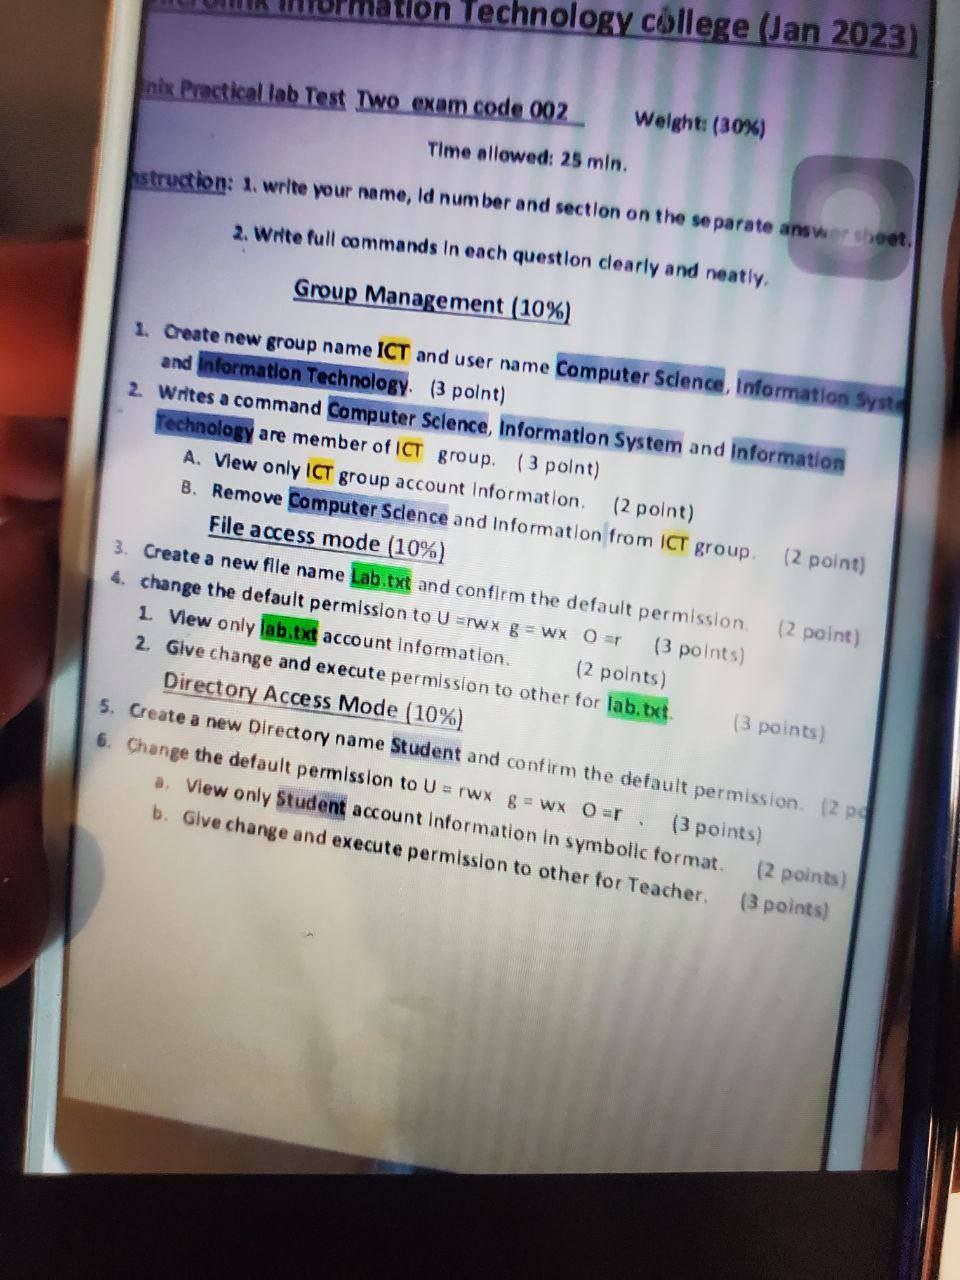 Information Technology college (Jan 2023)
Practical lab Test Two exam code 002 Weight: (30%)
Time allowed: 25 min.
1. write your name, id number and section on the separate answer sheet.
2. Write full commands in each question clearly and neatly.
Group Management (10%)
1. Create new group name ICT and user name Computer Science, Information
and Information Technology. (3 point)
2. Writes a command Computer Science, Information System and Information
Technology are member of ICT group. (3 point)
A. View only ICT group account information. (2 point)
B. Remove Computer Science and Information from ICT group. (2 point)
File access mode (10%)
3. Create a new file name Lab.txt and confirm the default permission. (2 point)
4. change the default permission to U =rwx g = wx O =r (3 points)
1. View only lab.txt account information. (2 points)
2. Give change and execute permission to other for lab.txt. (3 points)
Directory Access Mode (10%)
5. Create a new Directory name Student and confirm the default permission. (2
6. Change the default permission to U = rwx g = wx O =r . (3 points)
a. View only Student account information in symbolic format. (2 points)
b. Give change and execute permission to other for Teacher. (3 points)